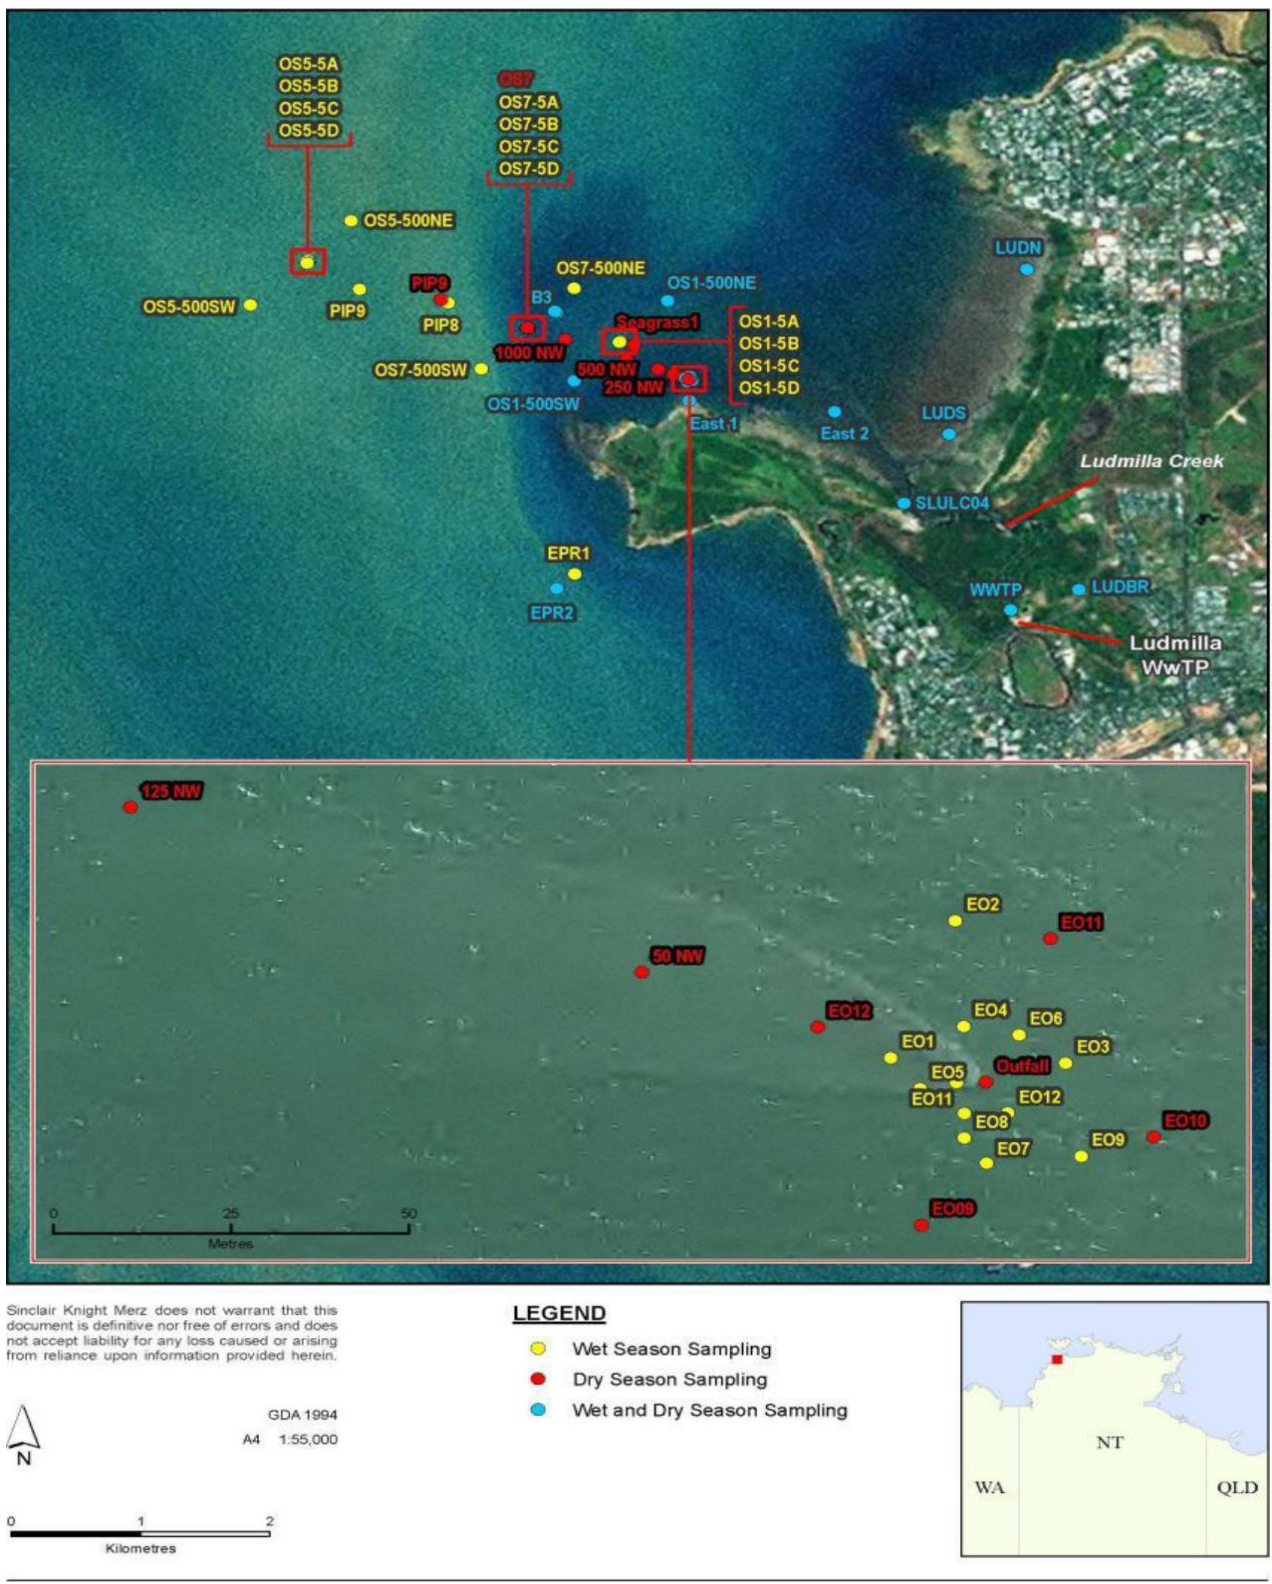 OS5-5A
OS5-5B
OS5-5C
OS5-5D
OS7
OS7-5A
OS7-5B
OS7-5C
OS7-5D
OS5-500NE
LUDN
OS7-500NE
PIP9
OS1-500NE
B3
OS5-500SW
PIP9
PIP8
Seagrass1
OS1-5A
OS1-5B
OS1-5C
OS1-5D
1000 NW
OS7-500SW
500 NW
250 NW
OS1-500SW
East 1
East 2
LUDS
Ludmilla Creek
SLULC04
EPR1
EPR2
WWTP
LUDBR
Ludmilla
WwTP
125 NW
EO2
EO11
50 NW
EO12
EO4
EO6
EO1
EO3
EO5
Outfall
EO11
EO12
EO8
EO10
EO9
EO7
EO09
0 25 50
Metres
Sinclair Knight Merz does not warrant that this
document is definitive nor free of errors and does
not accept liability for any loss caused or arising
from reliance upon information provided herein.
N
GDA 1994
A4 1:55,000
0 1 2
Kilometres
LEGEND
Wet Season Sampling
Dry Season Sampling
Wet and Dry Season Sampling
NT
WA
QLD